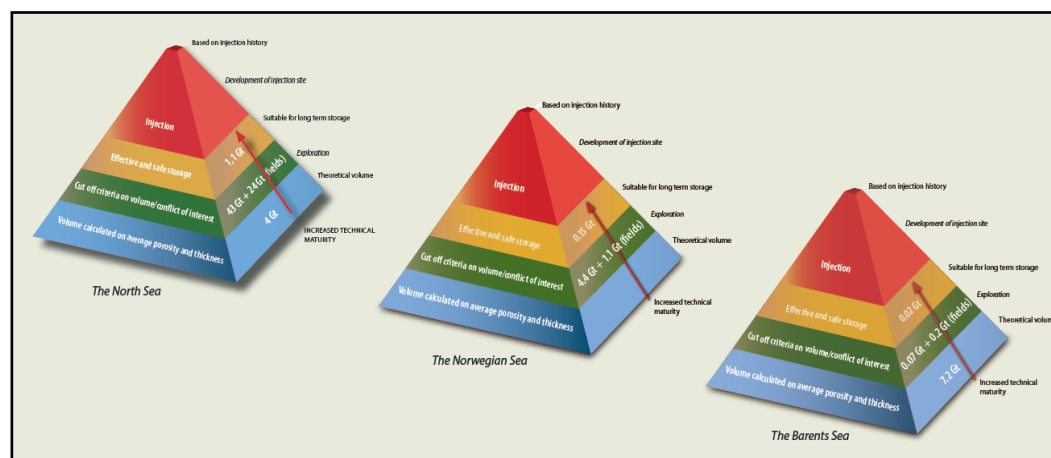 Based on injection history
Development of injection site
Suitable for long term storage
Exploration
Theoretical volume
Injection
Effective and safe storage
Cut off criteria on volume/conflict of interest
Volume calculated on average porosity and thickness
1,1 Gt
43 Gt + 24 Gt (fields)
4 Gt
INCREASED TECHNICAL
MATURITY
The North Sea
Based on injection history
Development of injection site
Suitable for long term storage
Exploration
Theoretical volume
Injection
Effective and safe storage
Cut off criteria on volume/conflict of interest
Volume calculated on average porosity and thickness
0.15 Gt
4,4 Gt + 1,1 Gt (fields)
Increased technical
maturity
The Norwegian Sea
Based on injection history
Development of injection site
Suitable for long term storage
Exploration
Theoretical volume
Injection
Effective and safe storage
Cut off criteria on volume/conflict of interest
Volume calculated on average porosity and thickness
0.02 Gt
0.07 Gt + 0.2 Gt (fields)
7,2 Gt
Increased technical
maturity
The Barents Sea